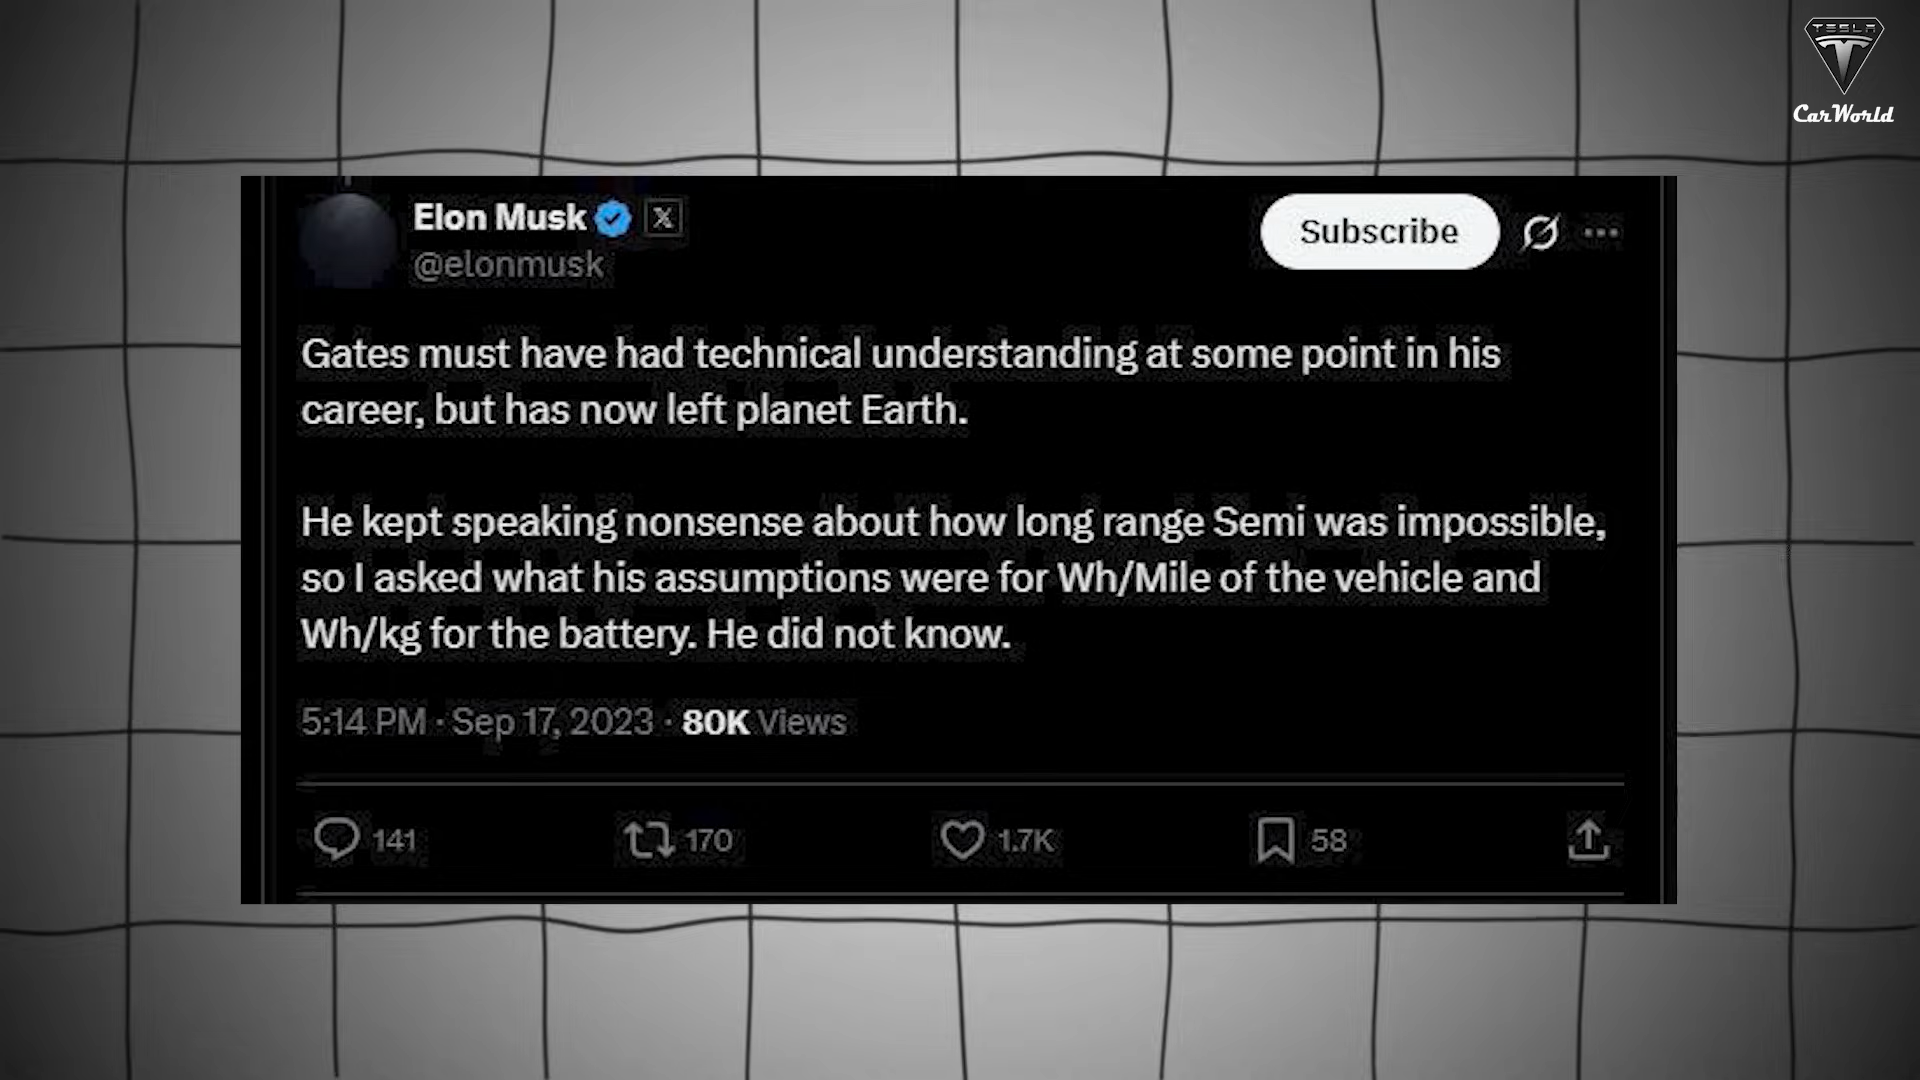 TESLA
CarWorld
Elon Musk
@elonmusk
Subscribe
Gates must have had technical understanding at some point in his
career, but has now left planet Earth.
He kept speaking nonsense about how long range Semi was impossible,
so I asked what his assumptions were for Wh/Mile of the vehicle and
Wh/kg for the battery. He did not know.
5:14 PM · Sep 17, 2023 · 80K Views
141 170 1.7K 58